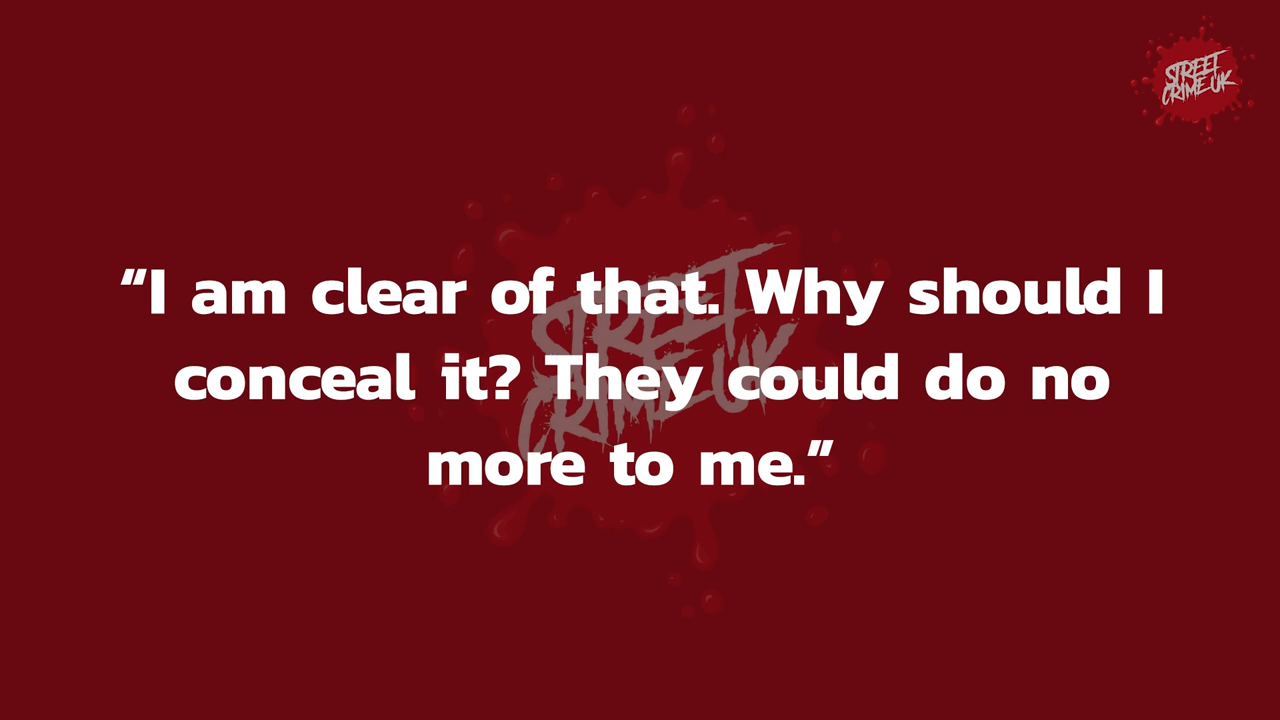 STREET
CRIME UK
“I am clear of that. Why should I
conceal it? They could do no
more to me.”
STREET
CRIME UK